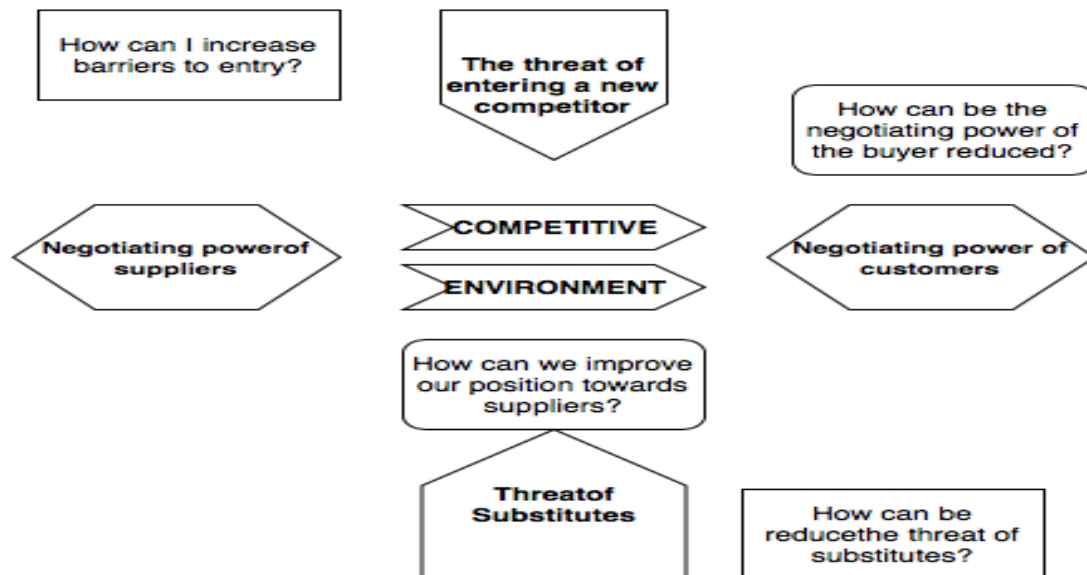 How can I increase
barriers to entry?
The threat of
entering a new
competitor
How can be the
negotiating power of
the buyer reduced?
Negotiating powerof
suppliers
COMPETITIVE
ENVIRONMENT
Negotiating power of
customers
How can we improve
our position towards
suppliers?
Threatof
Substitutes
How can be
reducethe threat of
substitutes?